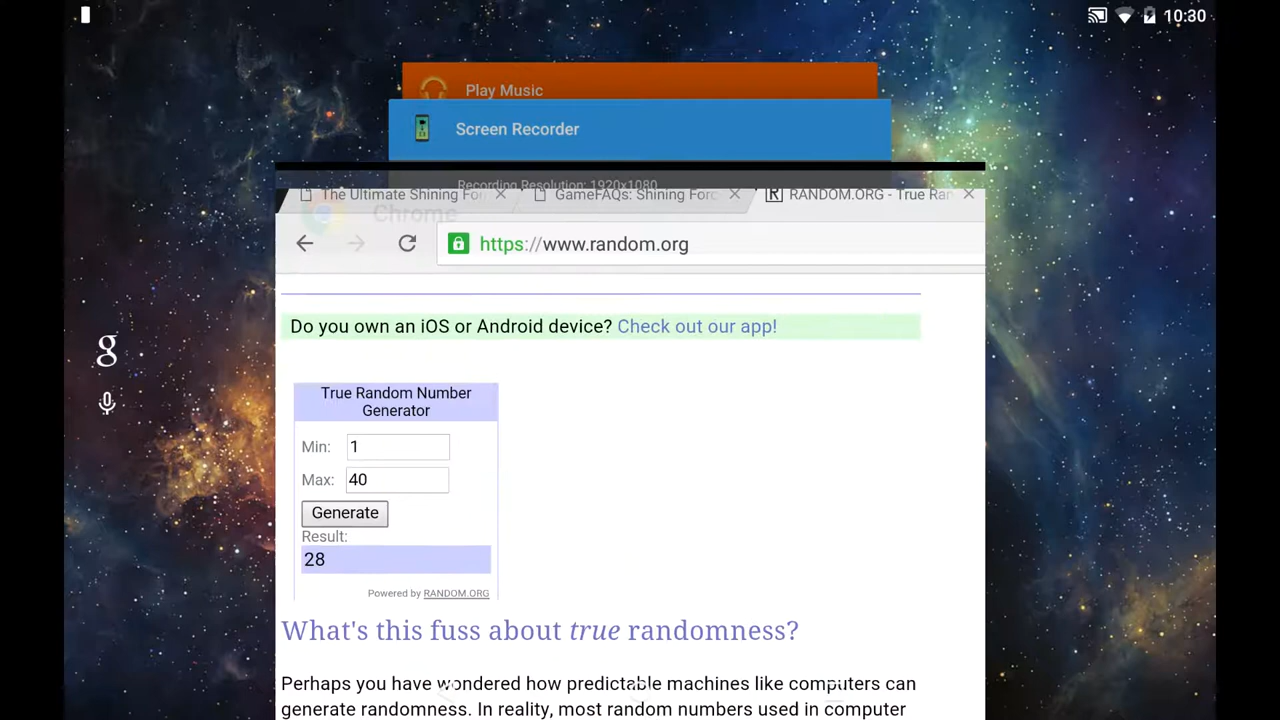 10:30
Play Music
Screen Recorder
Recording Resolution: 1920x1080
The Ultimate Shining For
GameFAQs: Shining Forc
RANDOM.ORG - True Ran
Chrome
https://www.random.org
Do you own an iOS or Android device? Check out our app!
g
True Random Number
Generator
Min: 1
Max: 40
Generate
Result:
28
Powered by RANDOM.ORG
What's this fuss about true randomness?
Perhaps you have wondered how predictable machines like computers can
generate randomness. In reality, most random numbers used in computer